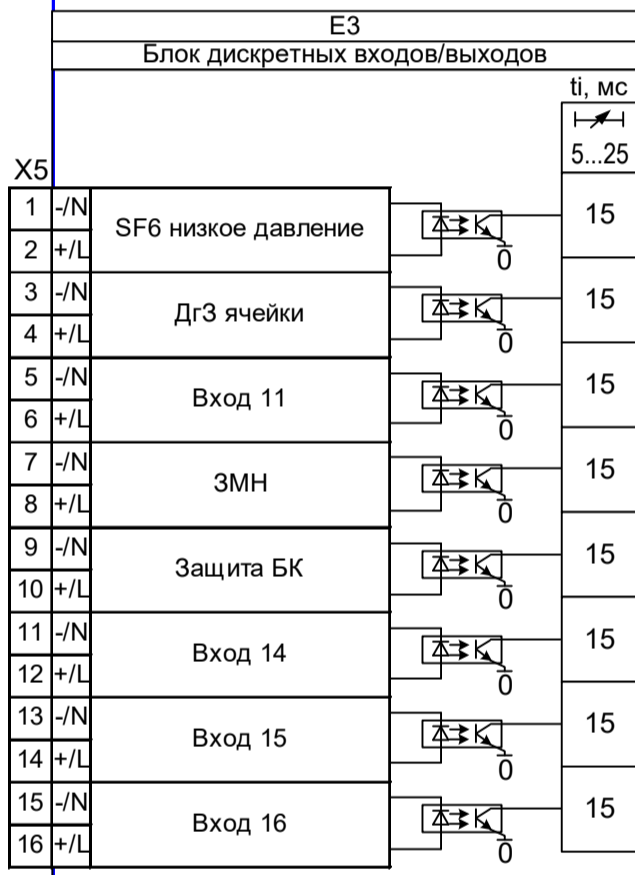 E3
Блок дискретных входов/выходов
ti, мс
5...25
X5
1 -/N SF6 низкое давление 15
2 +/L 0
3 -/N ДгЗ ячейки 15
4 +/L 0
5 -/N Вход 11 15
6 +/L 0
7 -/N ЗМН 15
8 +/L 0
9 -/N Защита БК 15
10 +/L 0
11 -/N Вход 14 15
12 +/L 0
13 -/N Вход 15 15
14 +/L 0
15 -/N Вход 16 15
16 +/L 0